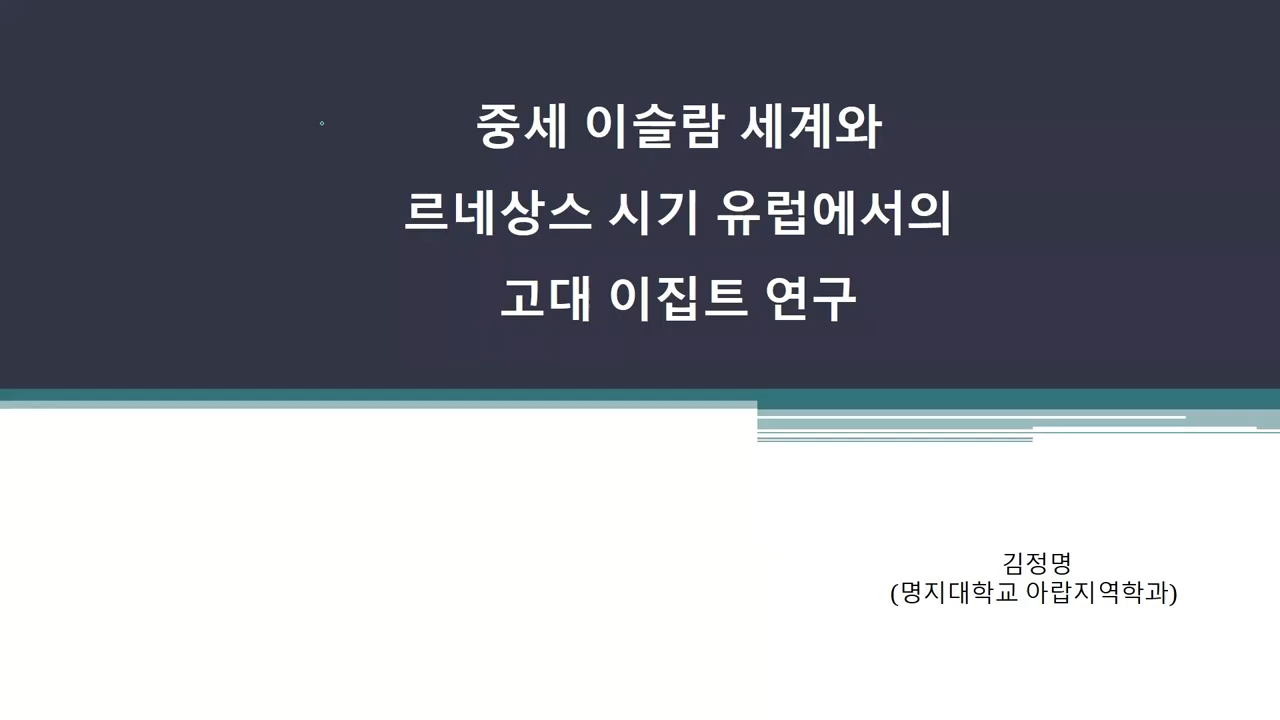 중세 이슬람 세계와
르네상스 시기 유럽에서의
고대 이집트 연구
김정명
(명지대학교 아랍지역학과)